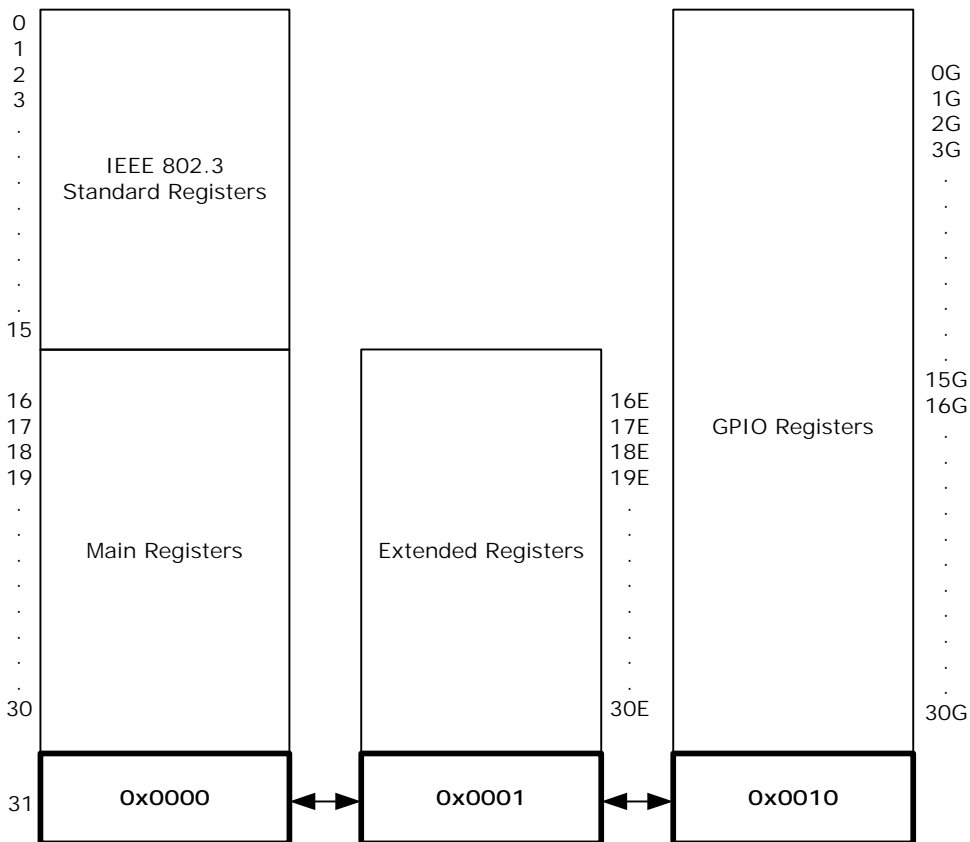 0
1
2
3
.
.
.
.
.
.
.
.
15
IEEE 802.3
Standard Registers
16
17
18
19
.
.
.
.
.
.
.
.
30
Main Registers
Extended Registers
16E
17E
18E
19E
.
.
.
.
.
.
.
.
30E
GPIO Registers
0G
1G
2G
3G
.
.
.
.
.
.
.
.
15G
16G
.
.
.
.
.
.
.
.
.
.
.
30G
31
0x0000
0x0001
0x0010